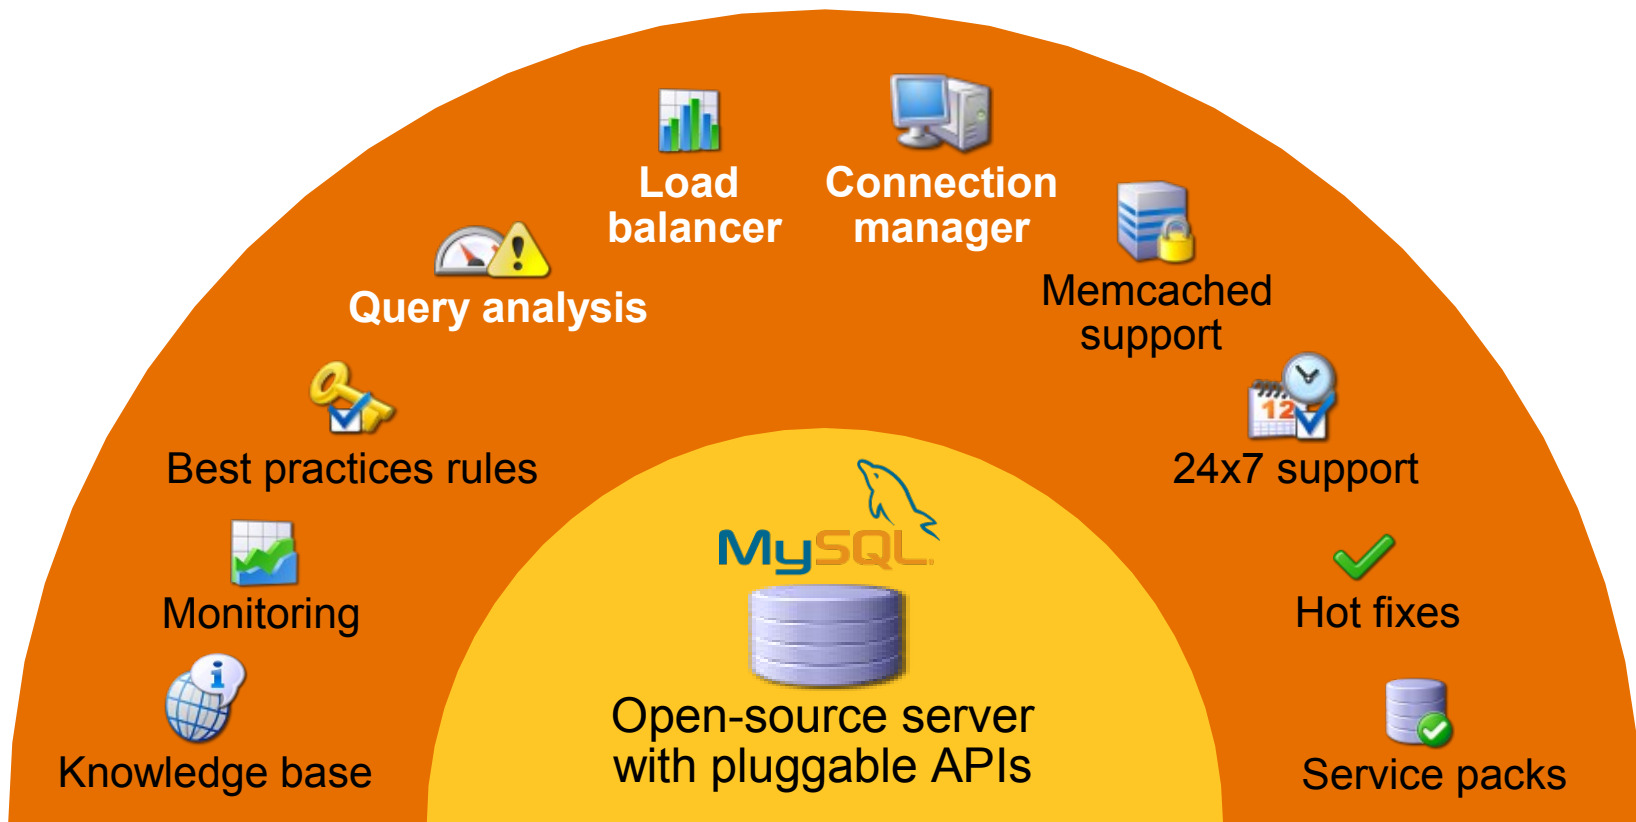 Load
balancer
Connection
manager
Query analysis
Memcached
support
Best practices rules
24x7 support
12
MySQL
Monitoring
Hot fixes
Open-source server
with pluggable APIs
Knowledge base
Service packs